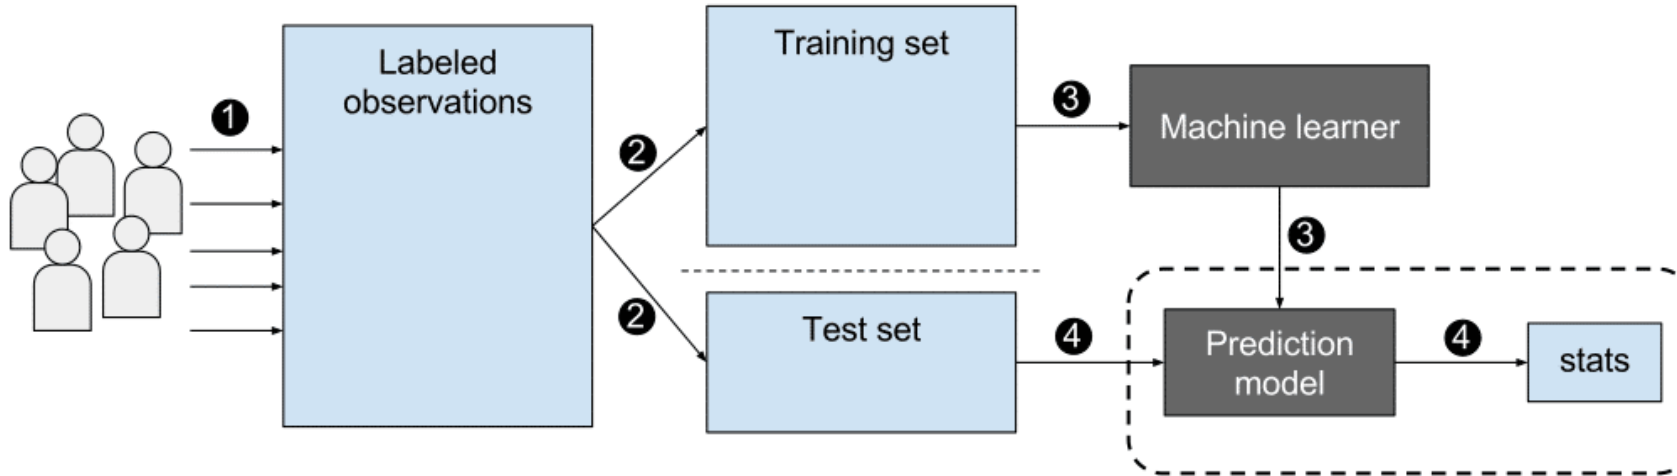 1
Labeled
observations
2
2
Training set
Test set
3
Machine learner
3
4
Prediction
model
4
stats